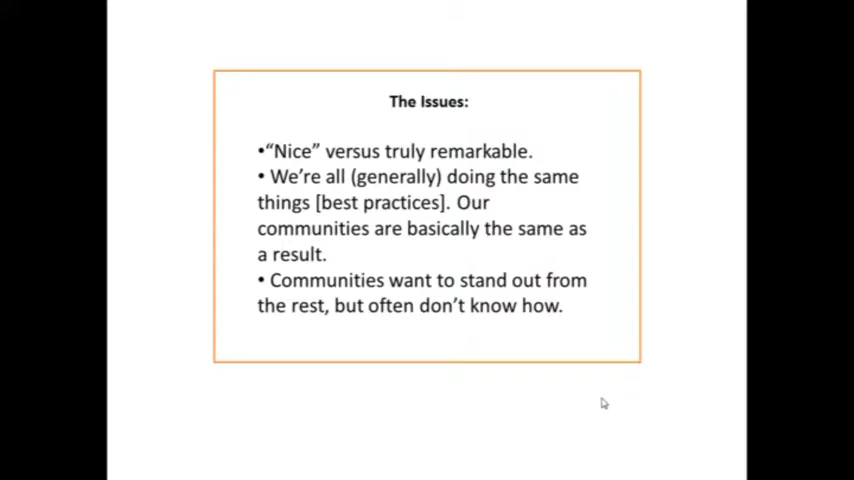 The Issues:
•“Nice” versus truly remarkable.
• We’re all (generally) doing the same
things [best practices]. Our
communities are basically the same as
a result.
• Communities want to stand out from
the rest, but often don’t know how.